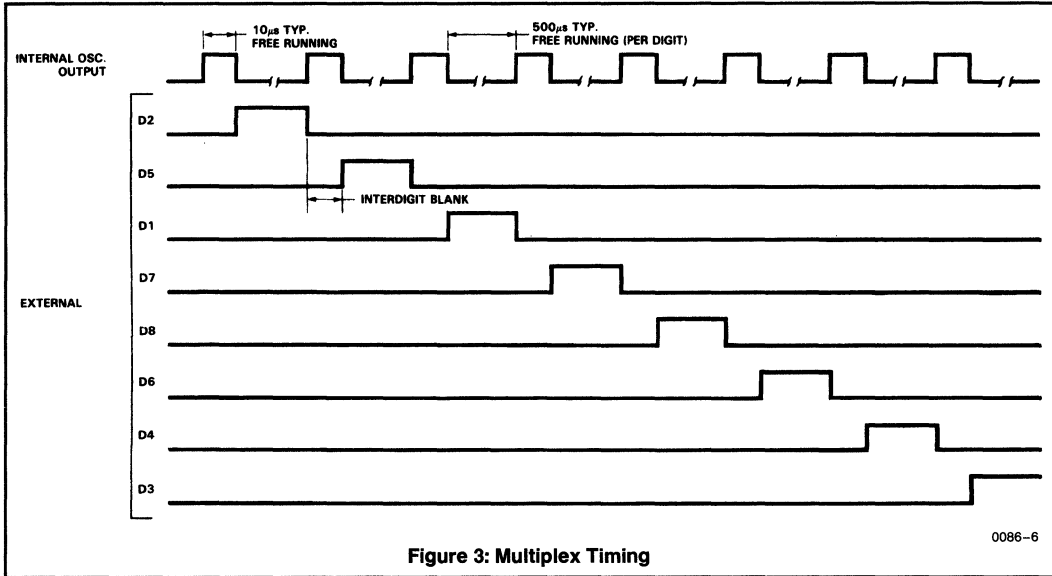 10µs TYP.
FREE RUNNING
500µs TYP.
FREE RUNNING (PER DIGIT)
INTERNAL OSC.
OUTPUT
D2
D5
INTERDIGIT BLANK
D1
D7
EXTERNAL
D8
D6
D4
D3
0086–6
Figure 3: Multiplex Timing